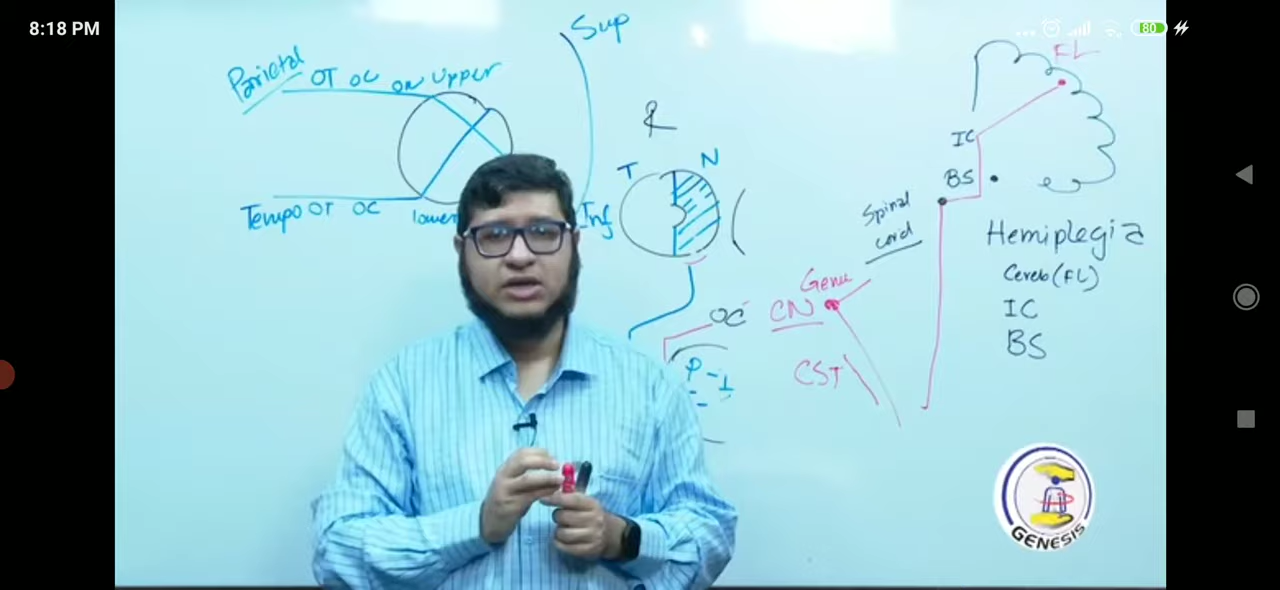 8:18 PM
80
Sup
Parietal OT OC ON Upper
Tempo OT OC lower
Inf
R
T N
OC
P - I
FL
IC
BS
Spinal
cord
Genu
CN
CST
Hemiplegia
Cereb (FL)
IC
BS
GENESIS